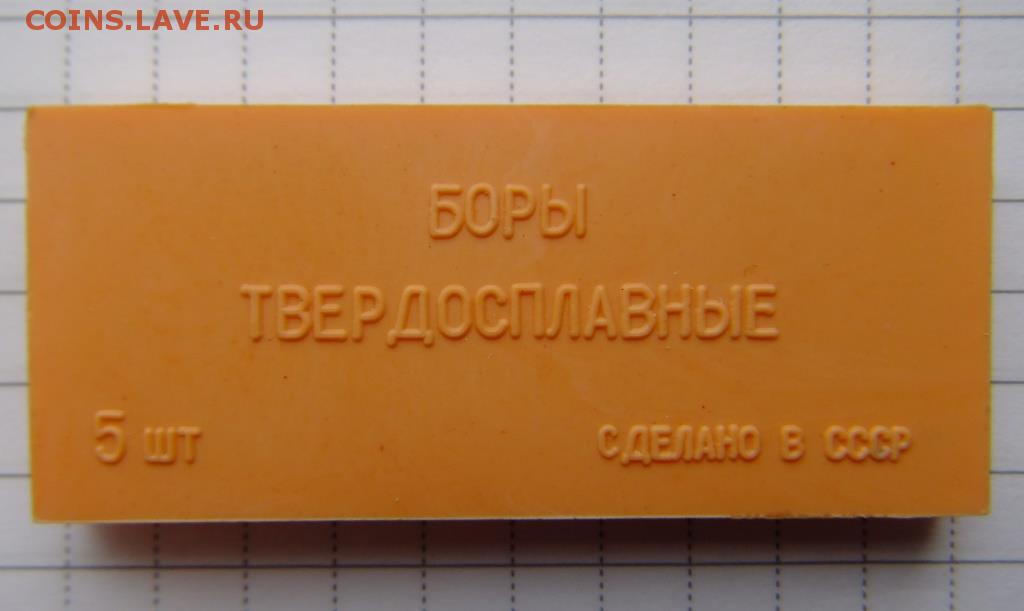 COINS.LAVE.RU
БОРЫ
ТВЕРДОСПЛАВНЫЕ
5 шт
СДЕЛАНО В СССР